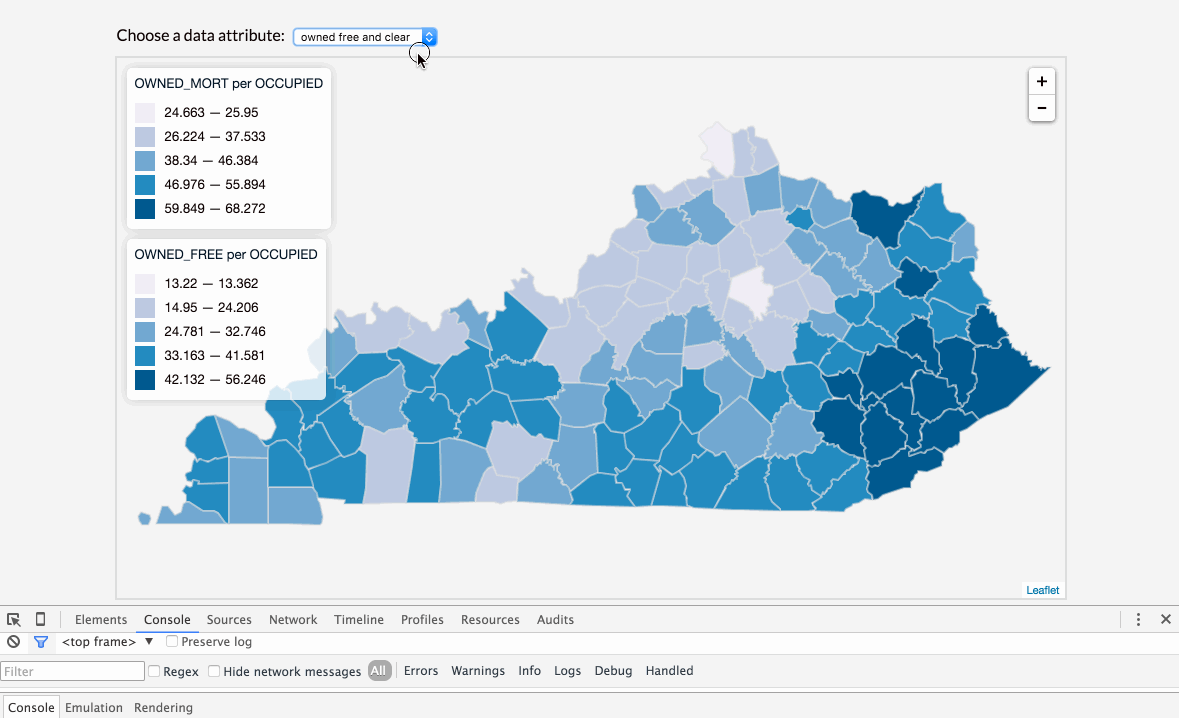 Choose a data attribute: owned free and clear
OWNED_MORT per OCCUPIED
24.663 — 25.95
26.224 — 37.533
38.34 — 46.384
46.976 — 55.894
59.849 — 68.272
OWNED_FREE per OCCUPIED
13.22 — 13.362
14.95 — 24.206
24.781 — 32.746
33.163 — 41.581
42.132 — 56.246
+
−
Leaflet
Elements Console Sources Network Timeline Profiles Resources Audits
<top frame> ▼ Preserve log
Filter Regex Hide network messages All Errors Warnings Info Logs Debug Handled
Console Emulation Rendering